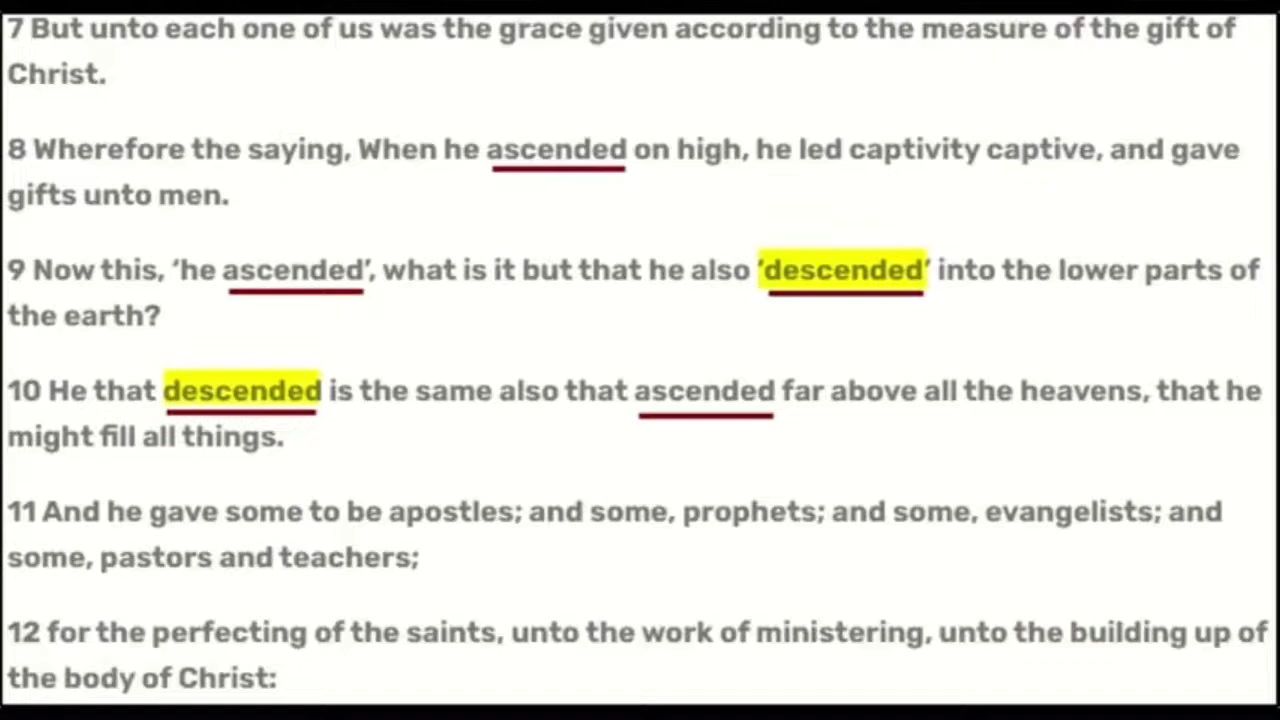 7 But unto each one of us was the grace given according to the measure of the gift of
Christ.
8 Wherefore the saying, When he ascended on high, he led captivity captive, and gave
gifts unto men.
9 Now this, ‘he ascended’, what is it but that he also ‘descended’ into the lower parts of
the earth?
10 He that descended is the same also that ascended far above all the heavens, that he
might fill all things.
11 And he gave some to be apostles; and some, prophets; and some, evangelists; and
some, pastors and teachers;
12 for the perfecting of the saints, unto the work of ministering, unto the building up of
the body of Christ: